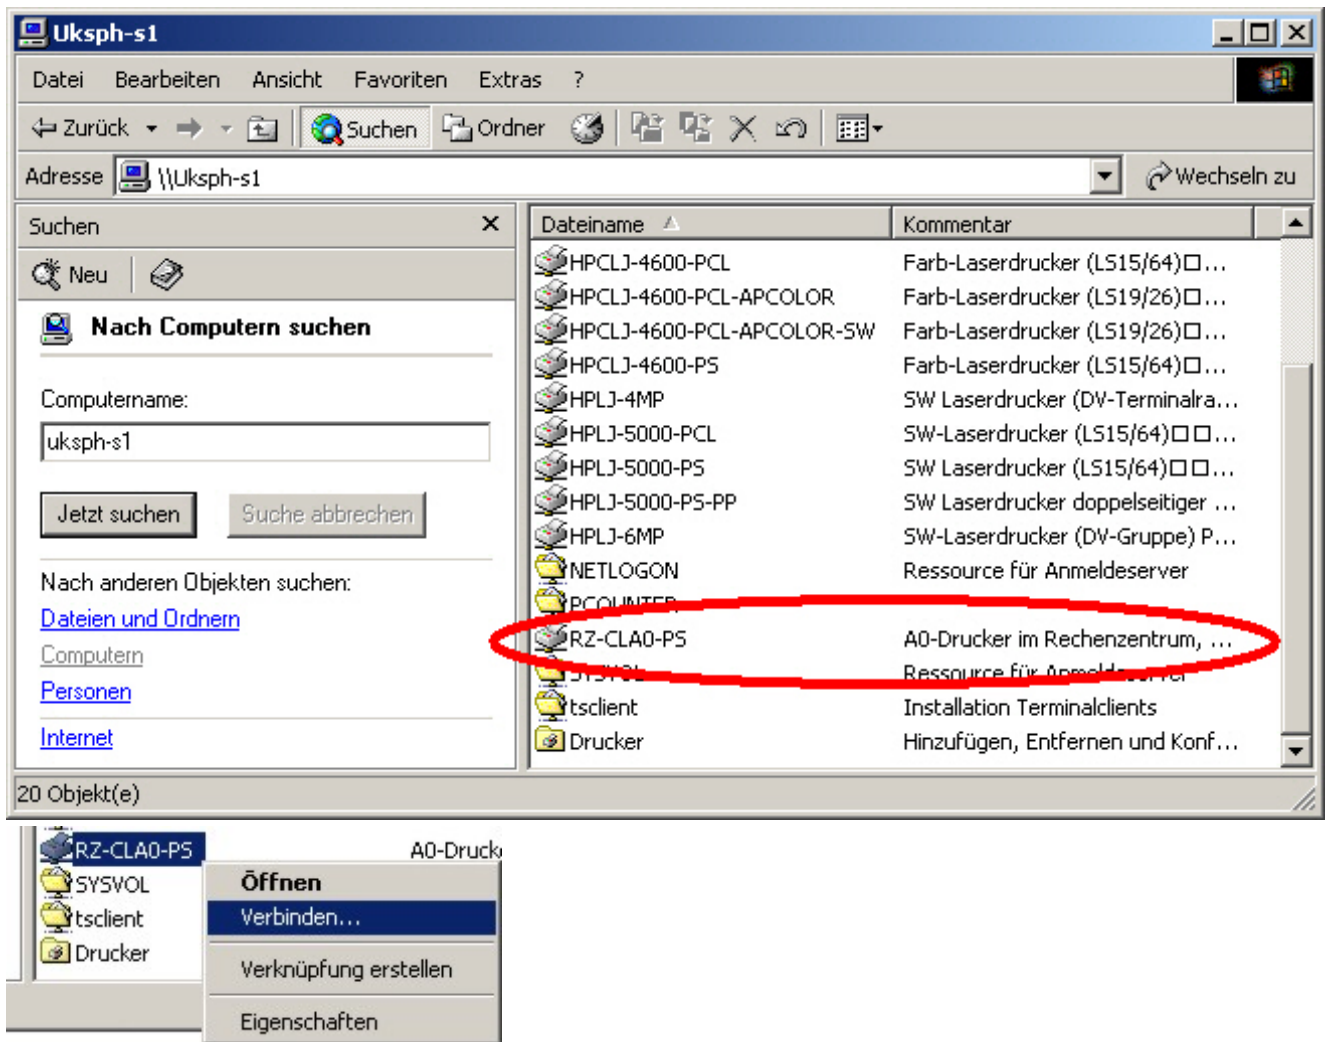 Uksph-s1
Datei Bearbeiten Ansicht Favoriten Extras ?
Zurück Suchen Ordner
Adresse \\Uksph-s1 Wechseln zu
Suchen
Neu
Nach Computern suchen
Computername:
uksph-s1
Jetzt suchen Suche abbrechen
Nach anderen Objekten suchen:
Dateien und Ordnern
Computern
Personen
Internet
Dateiname Kommentar
HPCLJ-4600-PCL Farb-Laserdrucker (LS15/64)□...
HPCLJ-4600-PCL-APCOLOR Farb-Laserdrucker (LS19/26)□...
HPCLJ-4600-PCL-APCOLOR-SW Farb-Laserdrucker (LS19/26)□...
HPCLJ-4600-PS Farb-Laserdrucker (LS15/64)□...
HPLJ-4MP SW Laserdrucker (DV-Terminalra...
HPLJ-5000-PCL SW-Laserdrucker (LS15/64)□□...
HPLJ-5000-PS SW Laserdrucker (LS15/64)□□...
HPLJ-5000-PS-PP SW Laserdrucker doppelseitiger ...
HPLJ-6MP SW-Laserdrucker (DV-Gruppe) P...
NETLOGON Ressource für Anmeldeserver
PCOUNTER
RZ-CLA0-PS A0-Drucker im Rechenzentrum, ...
SYSVOL Ressource für Anmeldeserver
tsclient Installation Terminalclients
Drucker Hinzufügen, Entfernen und Konf...
20 Objekt(e)
RZ-CLA0-PS A0-Druck
SYSVOL
tsclient
Drucker
Öffnen
Verbinden...
Verknüpfung erstellen
Eigenschaften